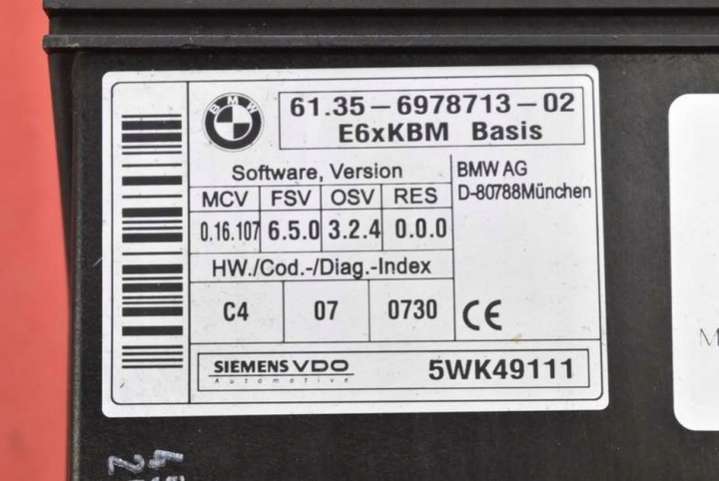 BMW
61.35-6978713-02
E6xKBM Basis
Software, Version
BMW AG
D-80788München
MCV FSV OSV RES
0.16.107 6.5.0 3.2.4 0.0.0
HW./Cod.-/Diag.-Index
C4 07 0730
CE
SIEMENS VDO
Automotive
5WK49111
M